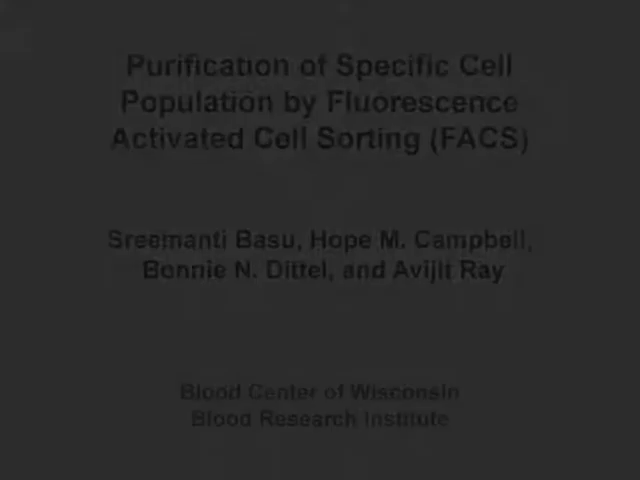 Purification of Specific Cell
Population by Fluorescence
Activated Cell Sorting (FACS)
Sreemanti Basu, Hope M. Campbell,
Bonnie N. Dittel, and Avijit Ray
Blood Center of Wisconsin
Blood Research Institute